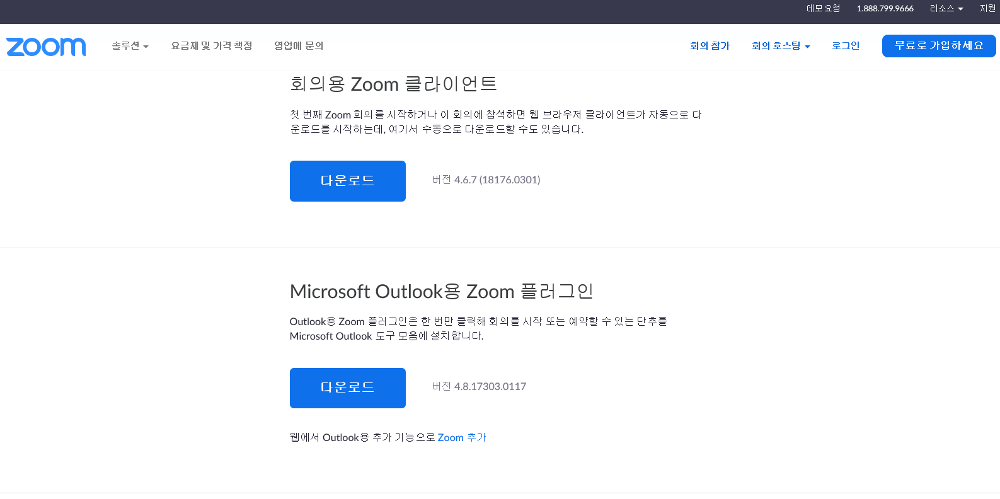 데모 요청 1.888.799.9666 리소스 지원
zoom 솔루션 요금제 및 가격 책정 영업에 문의 회의 참가 회의 호스팅 로그인 무료로 가입하세요
회의용 Zoom 클라이언트
첫 번째 Zoom 회의를 시작하거나 이 회의에 참석하면 웹 브라우저 클라이언트가 자동으로 다
운로드를 시작하는데, 여기서 수동으로 다운로드할 수도 있습니다.
다운로드 버전 4.6.7 (18176.0301)
Microsoft Outlook용 Zoom 플러그인
Outlook용 Zoom 플러그인은 한 번만 클릭해 회의를 시작 또는 예약할 수 있는 단추를
Microsoft Outlook 도구 모음에 설치합니다.
다운로드 버전 4.8.17303.0117
웹에서 Outlook용 추가 기능으로 Zoom 추가